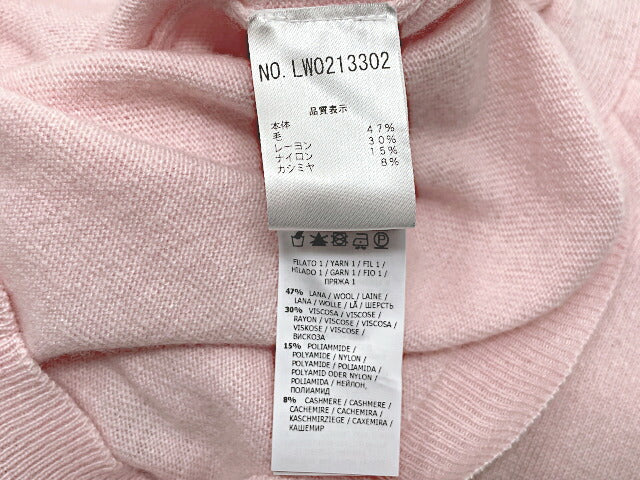 NO. LW0213302
品質表示
本体
毛 47%
レーヨン 30%
ナイロン 15%
カシミヤ 8%
FILATO 1 / YARN 1 / FIL 1 /
HILADO 1 / GARN 1 / FIO 1 /
ПРЯЖА 1
47% LANA / WOOL / LAINE /
LANA / WOLLE / LÃ / ШЕРСТЬ
30% VISCOSA / VISCOSE /
RAYON / VISCOSE / VISCOSA /
VISKOSE / VISCOSE /
ВИСКОЗА
15% POLIAMMIDE /
POLYAMIDE / NYLON /
POLYAMIDE / POLIAMIDA /
POLYAMID ODER NYLON /
POLIAMIDA / НЕЙЛОН,
ПОЛИАМИД
8% CASHMERE / CASHMERE /
CACHEMIRE / CACHEMIRA /
KASCHMIRZIEGE / CAXEMIRA /
КАШЕМИР